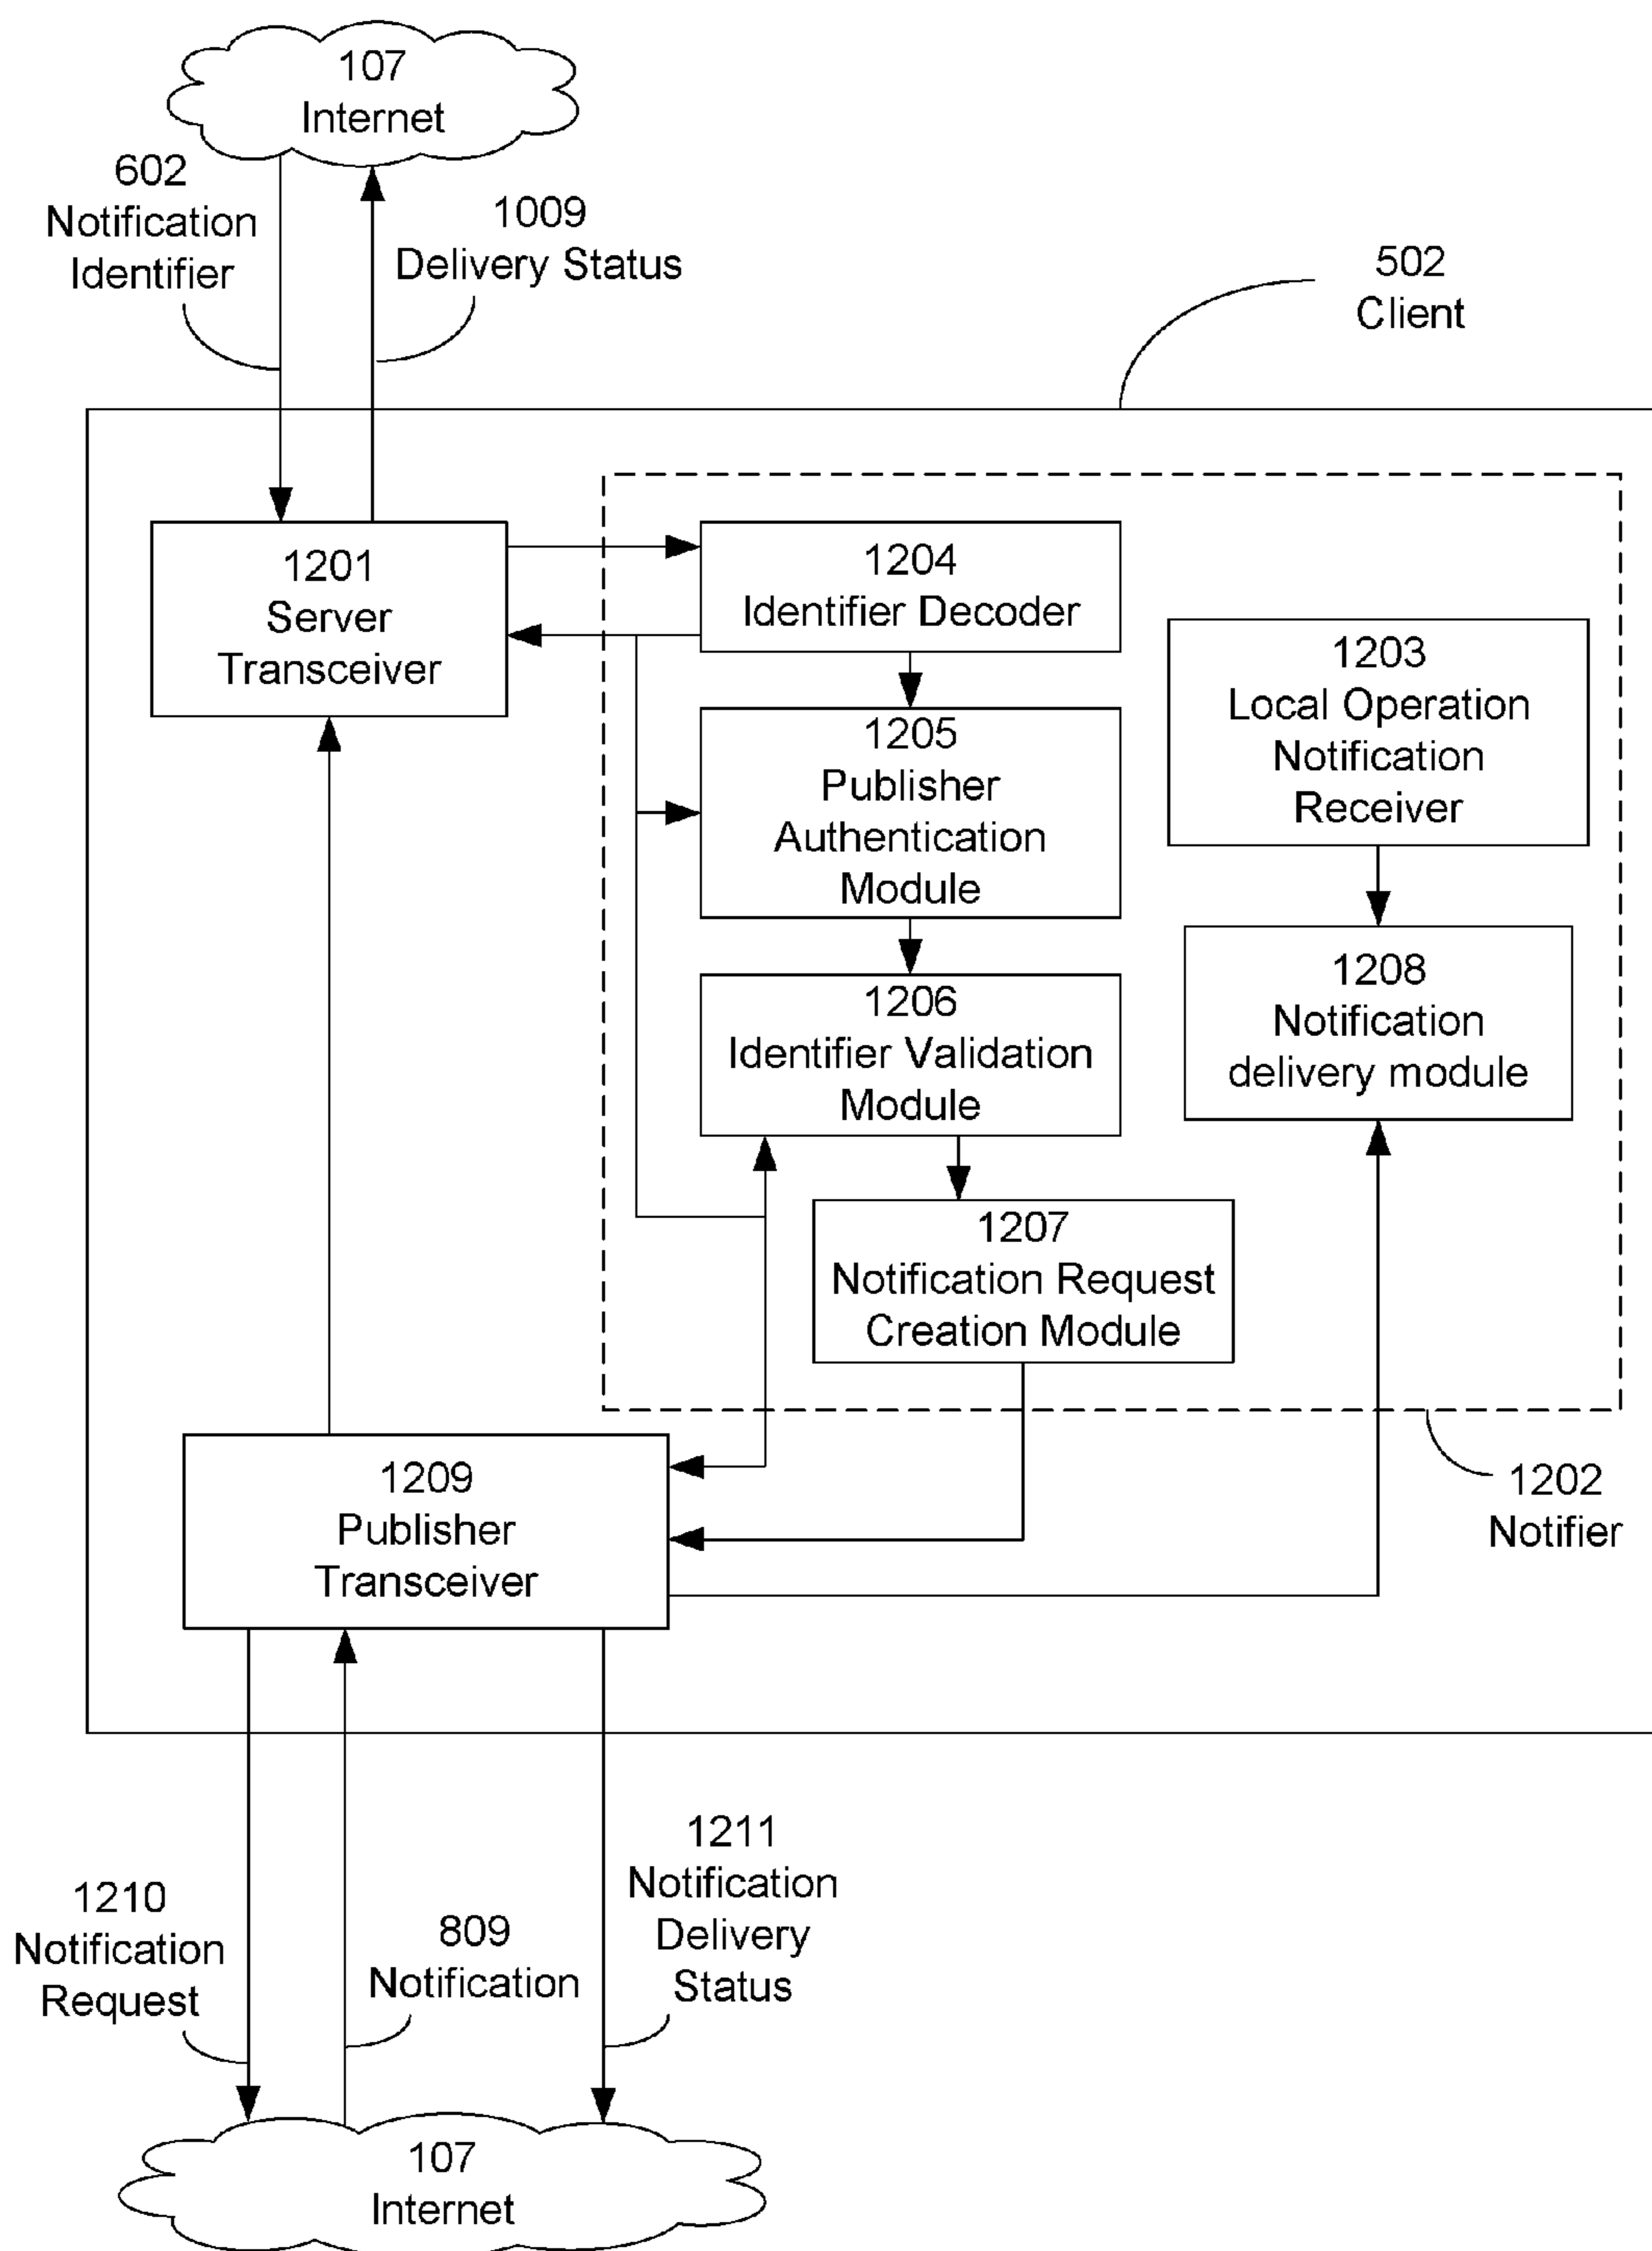 107
Internet
602
Notification
Identifier
1009
Delivery Status
502
Client
1201
Server
Transceiver
1204
Identifier Decoder
1203
Local Operation
Notification
Receiver
1205
Publisher
Authentication
Module
1206
Identifier Validation
Module
1208
Notification
delivery module
1207
Notification Request
Creation Module
1209
Publisher
Transceiver
1202
Notifier
1210
Notification
Request
809
Notification
1211
Notification
Delivery
Status
107
Internet